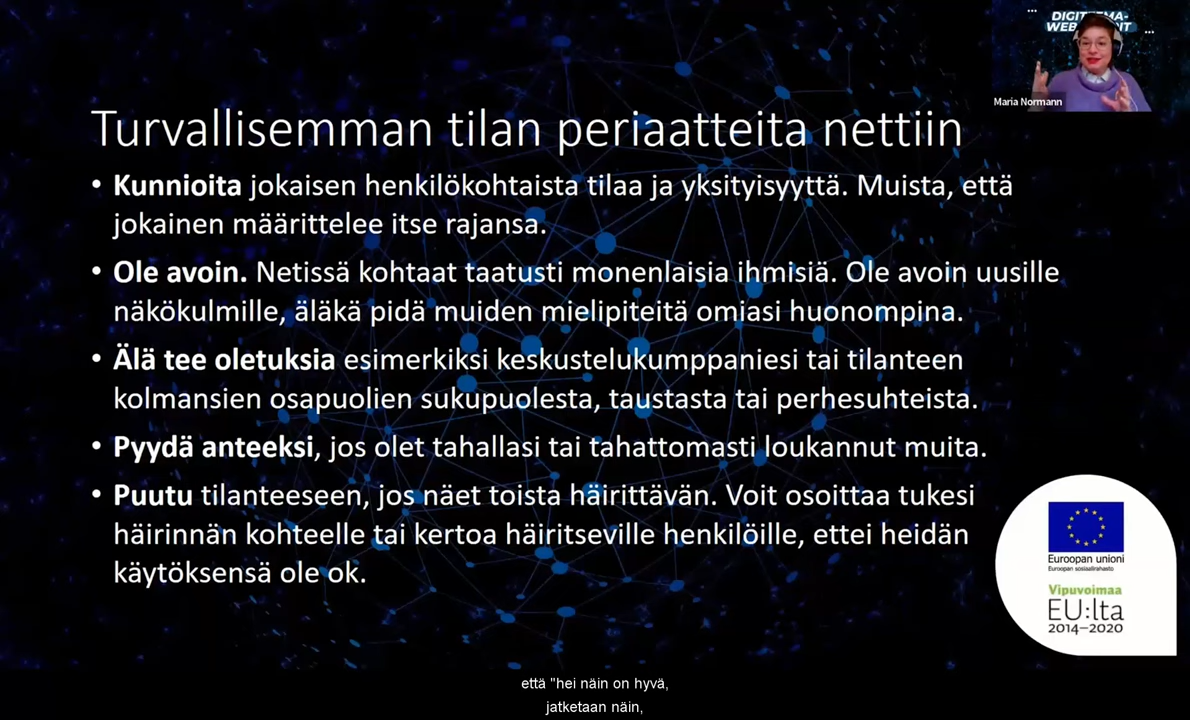 Maria Normann
Turvallisemman tilan periaatteita nettiin
• Kunnioita jokaisen henkilökohtaista tilaa ja yksityisyyttä. Muista, että
jokainen määrittelee itse rajansa.
• Ole avoin. Netissä kohtaat taatusti monenlaisia ihmisiä. Ole avoin uusille
näkökulmille, äläkä pidä muiden mielipiteitä omiasi huonompina.
• Älä tee oletuksia esimerkiksi keskustelukumppaniesi tai tilanteen
kolmansien osapuolien sukupuolesta, taustasta tai perhesuhteista.
• Pyydä anteeksi, jos olet tahallasi tai tahattomasti loukannut muita.
• Puutu tilanteeseen, jos näet toista häirittävän. Voit osoittaa tukesi
häirinnän kohteelle tai kertoa häiritseville henkilöille, ettei heidän
käytöksensä ole ok.
Euroopan unioni
Euroopan sosiaalirahasto
Vipuvoimaa
EU:lta
2014–2020
että "hei näin on hyvä,
jatketaan näin,